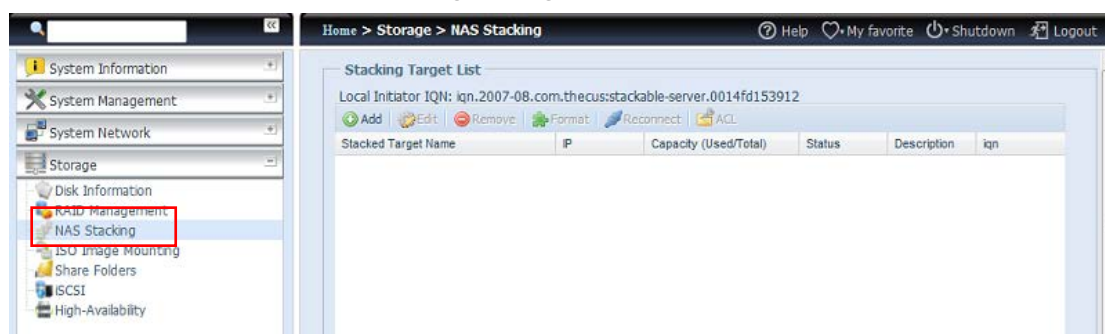 Home > Storage > NAS Stacking
Help My favorite Shutdown Logout
System Information
System Management
System Network
Storage
Disk Information
RAID Management
NAS Stacking
ISO Image Mounting
Share Folders
iSCSI
High-Availability
Stacking Target List
Local Initiator IQN: iqn.2007-08.com.thecus:stackable-server.0014fd153912
Add Edit Remove Format Reconnect ACL
Stacked Target Name IP Capacity (Used/Total) Status Description iqn